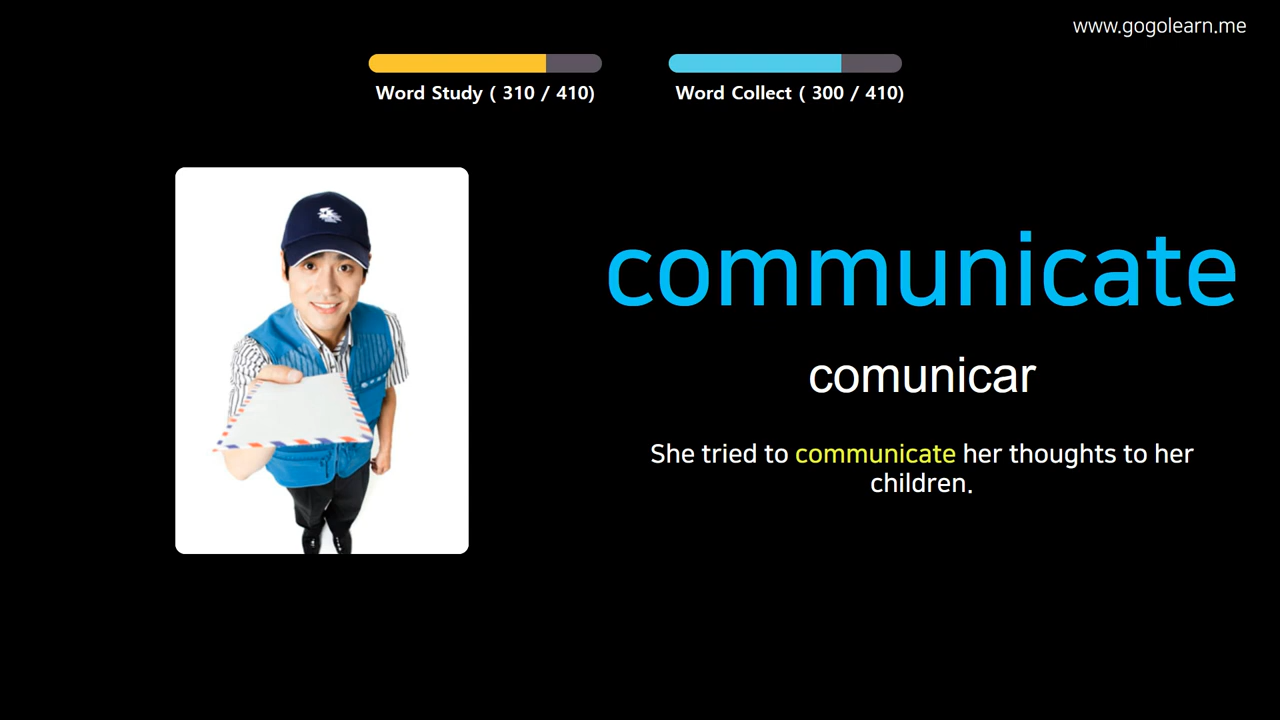 www.gogolearn.me
Word Study ( 310 / 410)
Word Collect ( 300 / 410)
communicate
comunicar
She tried to communicate her thoughts to her
children.